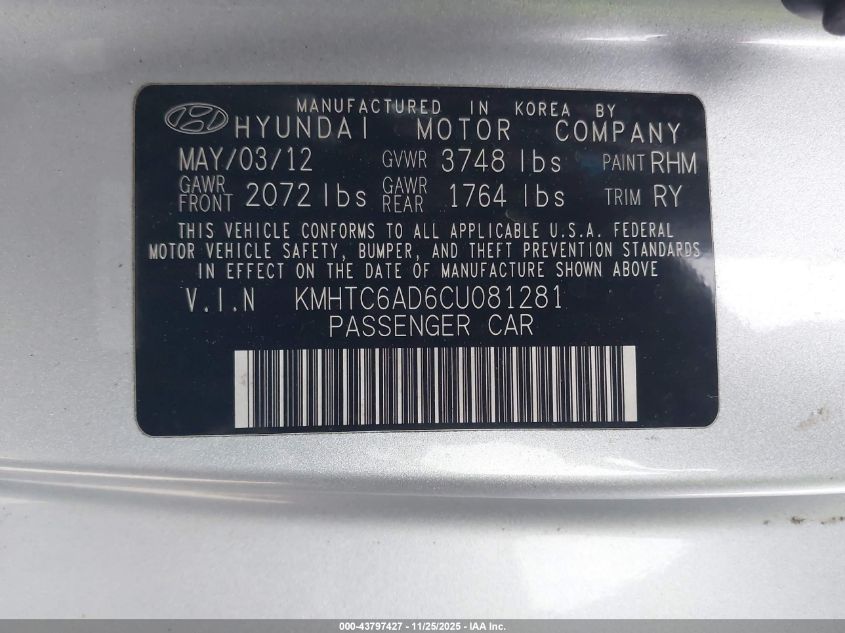 MANUFACTURED IN KOREA BY
HYUNDAI MOTOR COMPANY
MAY/03/12 GVWR 3748 lbs PAINT RHM
GAWR FRONT 2072 lbs GAWR REAR 1764 lbs TRIM RY
THIS VEHICLE CONFORMS TO ALL APPLICABLE U.S.A. FEDERAL
MOTOR VEHICLE SAFETY, BUMPER, AND THEFT PREVENTION STANDARDS
IN EFFECT ON THE DATE OF MANUFACTURE SHOWN ABOVE
V.I.N KMHTC6AD6CU081281
PASSENGER CAR
000-43797427 - 11/25/2025 - IAA Inc.